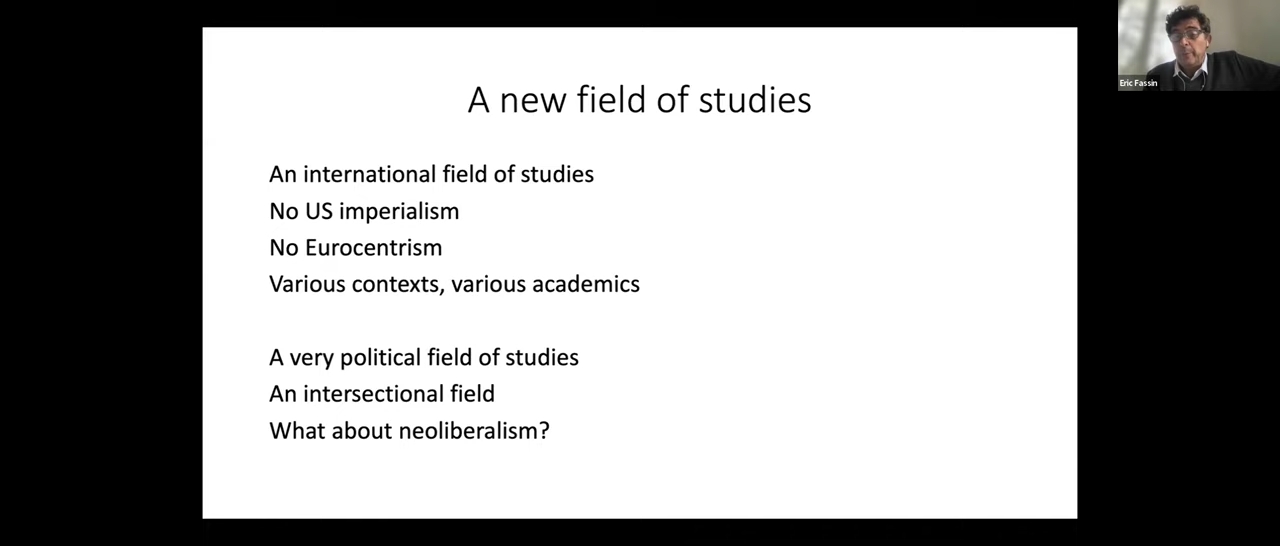 A new field of studies
An international field of studies
No US imperialism
No Eurocentrism
Various contexts, various academics
A very political field of studies
An intersectional field
What about neoliberalism?
Eric Fassin